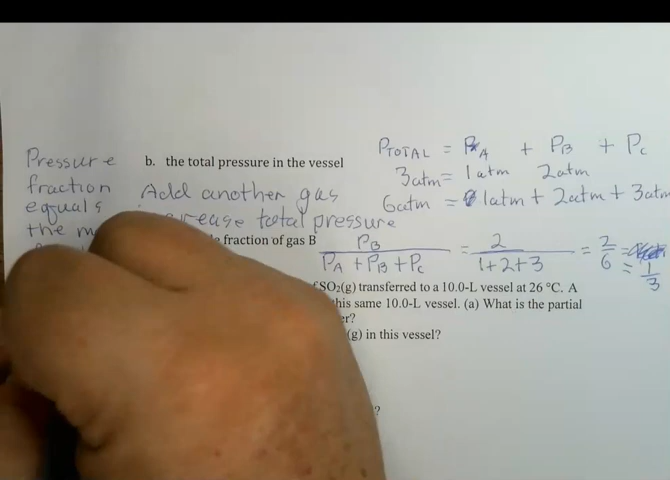 Pressure
fraction
equals
the
b. the total pressure in the vessel
Add another gas
increase total pressure
fraction of gas B
PTOTAL = PA + PB + PC
3atm = 1atm 2atm
6atm = 1atm + 2atm + 3atm
PB / PA + PB + PC = 2 / 1+2+3 = 2/6 = = 1/3
SO₂(g) transferred to a 10.0-L vessel at 26 °C. A
this same 10.0-L vessel. (a) What is the partial
(g) in this vessel?
?